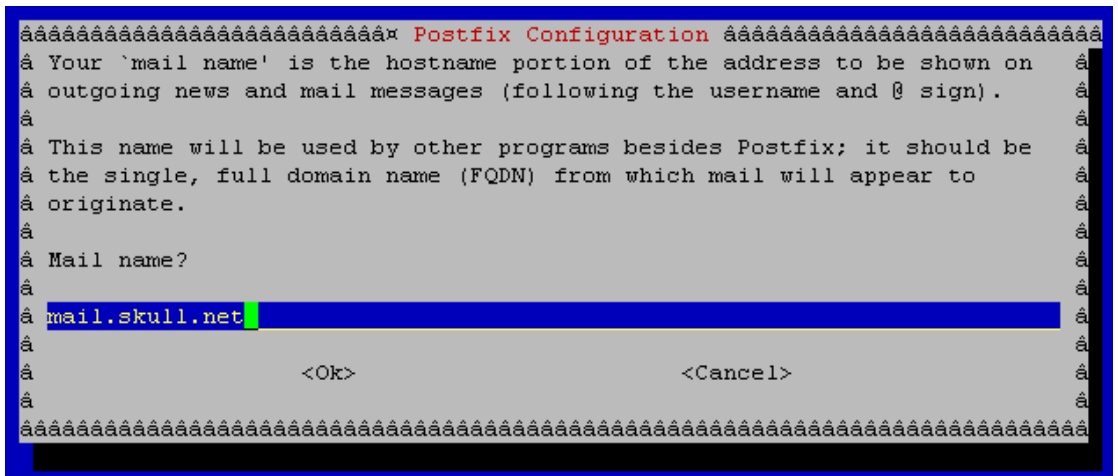 âââââââââââââââââââââââââ¤ Postfix Configuration ââââââââââââââââââââââââââ
â Your `mail name' is the hostname portion of the address to be shown on â
â outgoing news and mail messages (following the username and @ sign). â
â â
â This name will be used by other programs besides Postfix; it should be â
â the single, full domain name (FQDN) from which mail will appear to â
â originate. â
â â
â Mail name? â
â â
â mail.skull.net â
â â
â <Ok> <Cancel> â
â â
ââââââââââââââââââââââââââââââââââââââââââââââââââââââââââââââââââââââââââââ